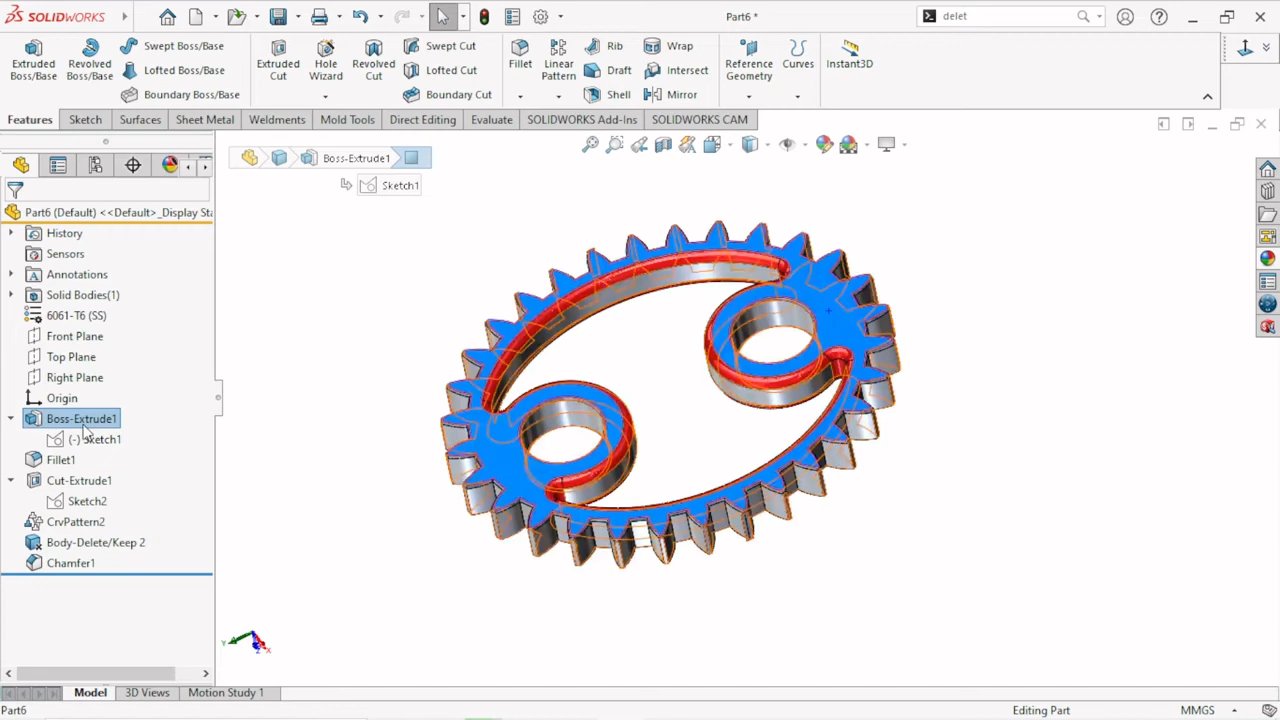 SOLIDWORKS
Part6 *
delet
Extruded Boss/Base
Revolved Boss/Base
Swept Boss/Base
Lofted Boss/Base
Boundary Boss/Base
Extruded Cut
Hole Wizard
Revolved Cut
Swept Cut
Lofted Cut
Boundary Cut
Fillet
Linear Pattern
Rib
Draft
Shell
Wrap
Intersect
Mirror
Reference Geometry
Curves
Instant3D
Features
Sketch
Surfaces
Sheet Metal
Weldments
Mold Tools
Direct Editing
Evaluate
SOLIDWORKS Add-Ins
SOLIDWORKS CAM
Boss-Extrude1
Sketch1
Part6 (Default) <<Default>_Display Sta
History
Sensors
Annotations
Solid Bodies(1)
6061-T6 (SS)
Front Plane
Top Plane
Right Plane
Origin
Boss-Extrude1
(-) Sketch1
Fillet1
Cut-Extrude1
Sketch2
CrvPattern2
Body-Delete/Keep 2
Chamfer1
Y
Z
X
Model
3D Views
Motion Study 1
Part6
Editing Part
MMGS